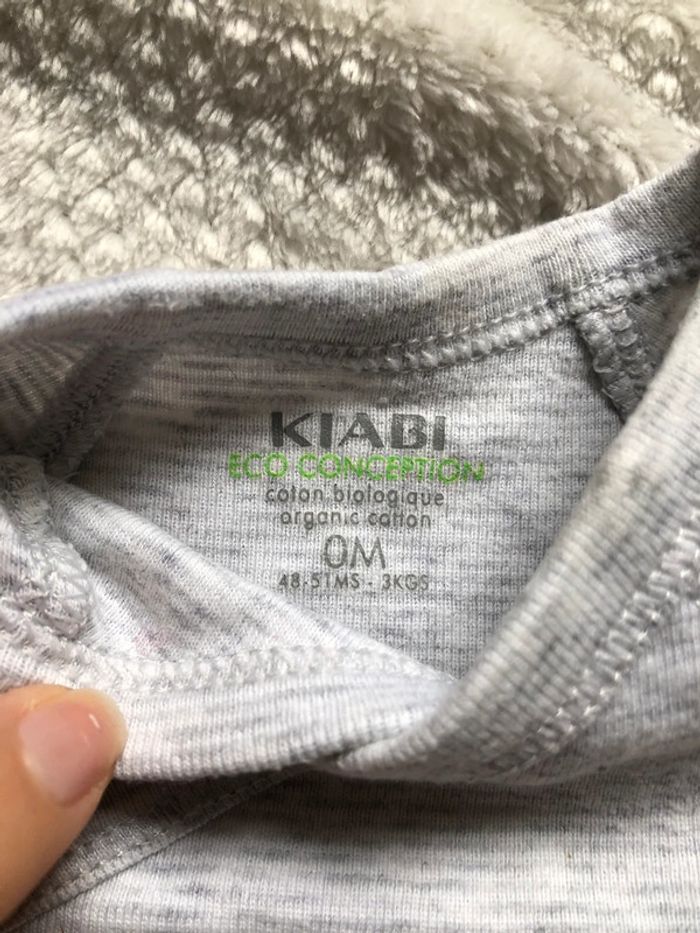 KIABI
ECO CONCEPTION
coton biologique
organic cotton
0M
48-51MS - 3KGS